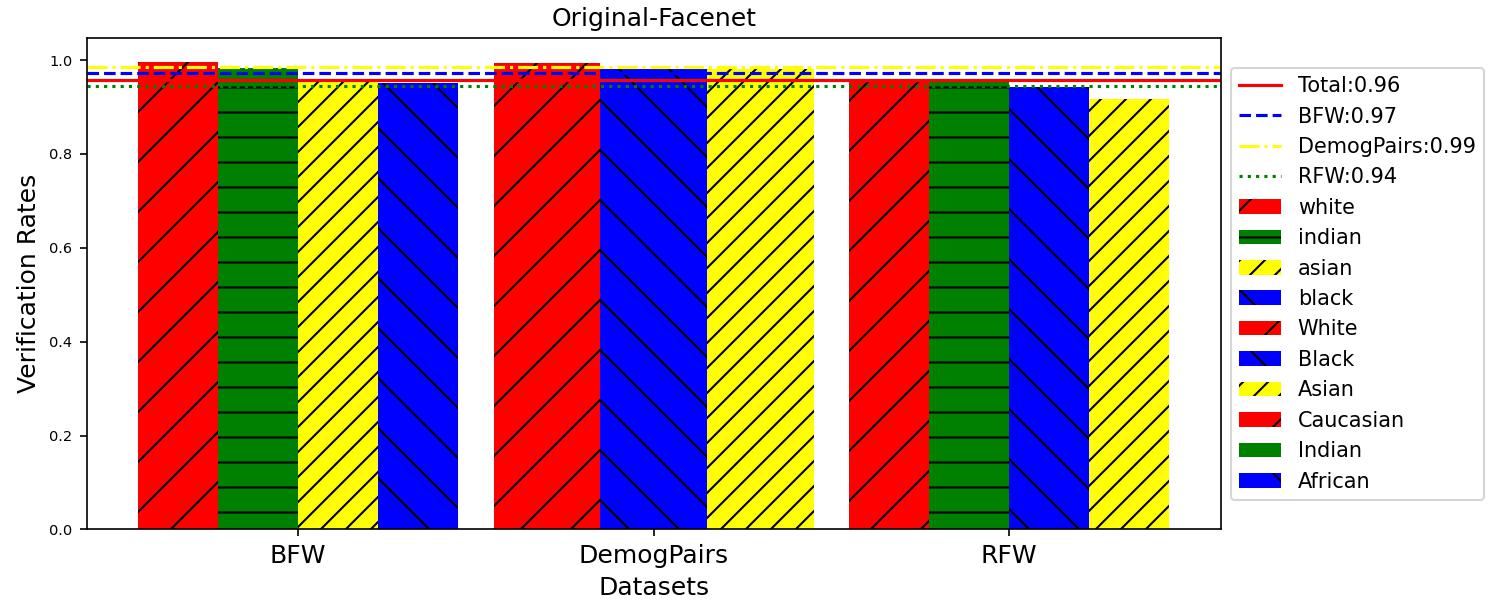 Original-Facenet
Verification Rates
1.0
0.8
0.6
0.4
0.2
0.0
BFW
DemogPairs
RFW
Datasets
Total:0.96
BFW:0.97
DemogPairs:0.99
RFW:0.94
white
indian
asian
black
White
Black
Asian
Caucasian
Indian
African